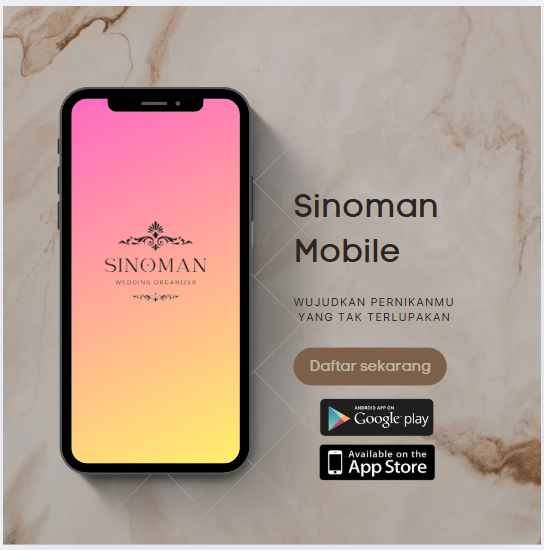 SINOMAN
WEDDING ORGANIZER
Sinoman
Mobile
WUJUDKAN PERNIKANMU
YANG TAK TERLUPAKAN
Daftar sekarang
ANDROID APP ON
Google play
Available on the
App Store